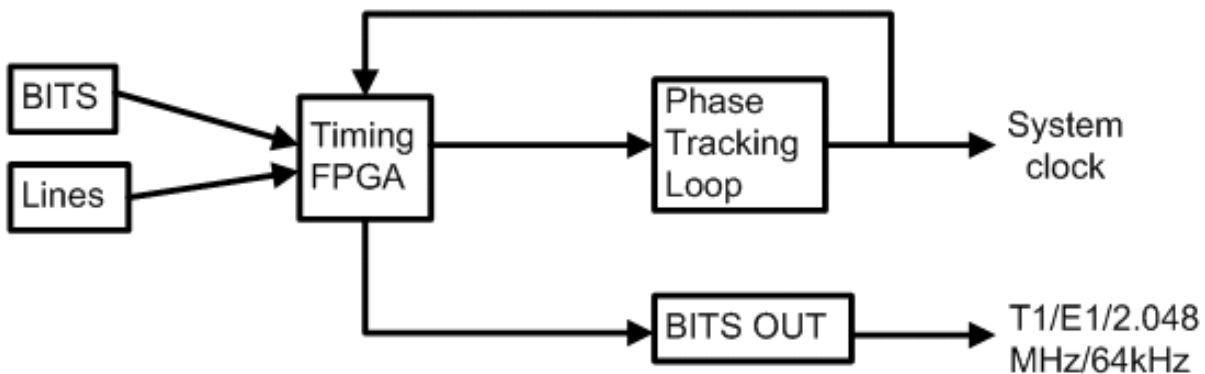 BITS
Lines
Timing
FPGA
Phase
Tracking
Loop
System
clock
BITS OUT
T1/E1/2.048
MHz/64kHz